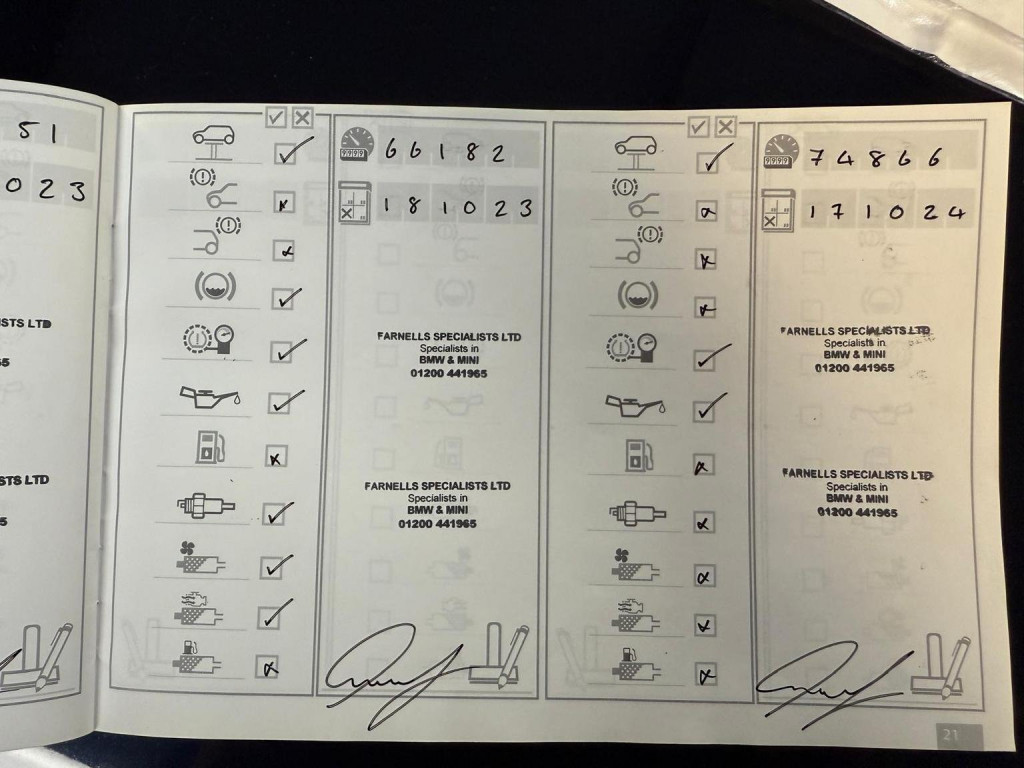 51
023
STS LTD
5
STS LTD
5
9999
66182
181023
FARNELLS SPECIALISTS LTD
Specialists in
BMW & MINI
01200 441965
FARNELLS SPECIALISTS LTD
Specialists in
BMW & MINI
01200 441965
9999
74866
171024
FARNELLS SPECIALISTS LTD
Specialists in
BMW & MINI
01200 441965
FARNELLS SPECIALISTS LTD
Specialists in
BMW & MINI
01200 441965
21